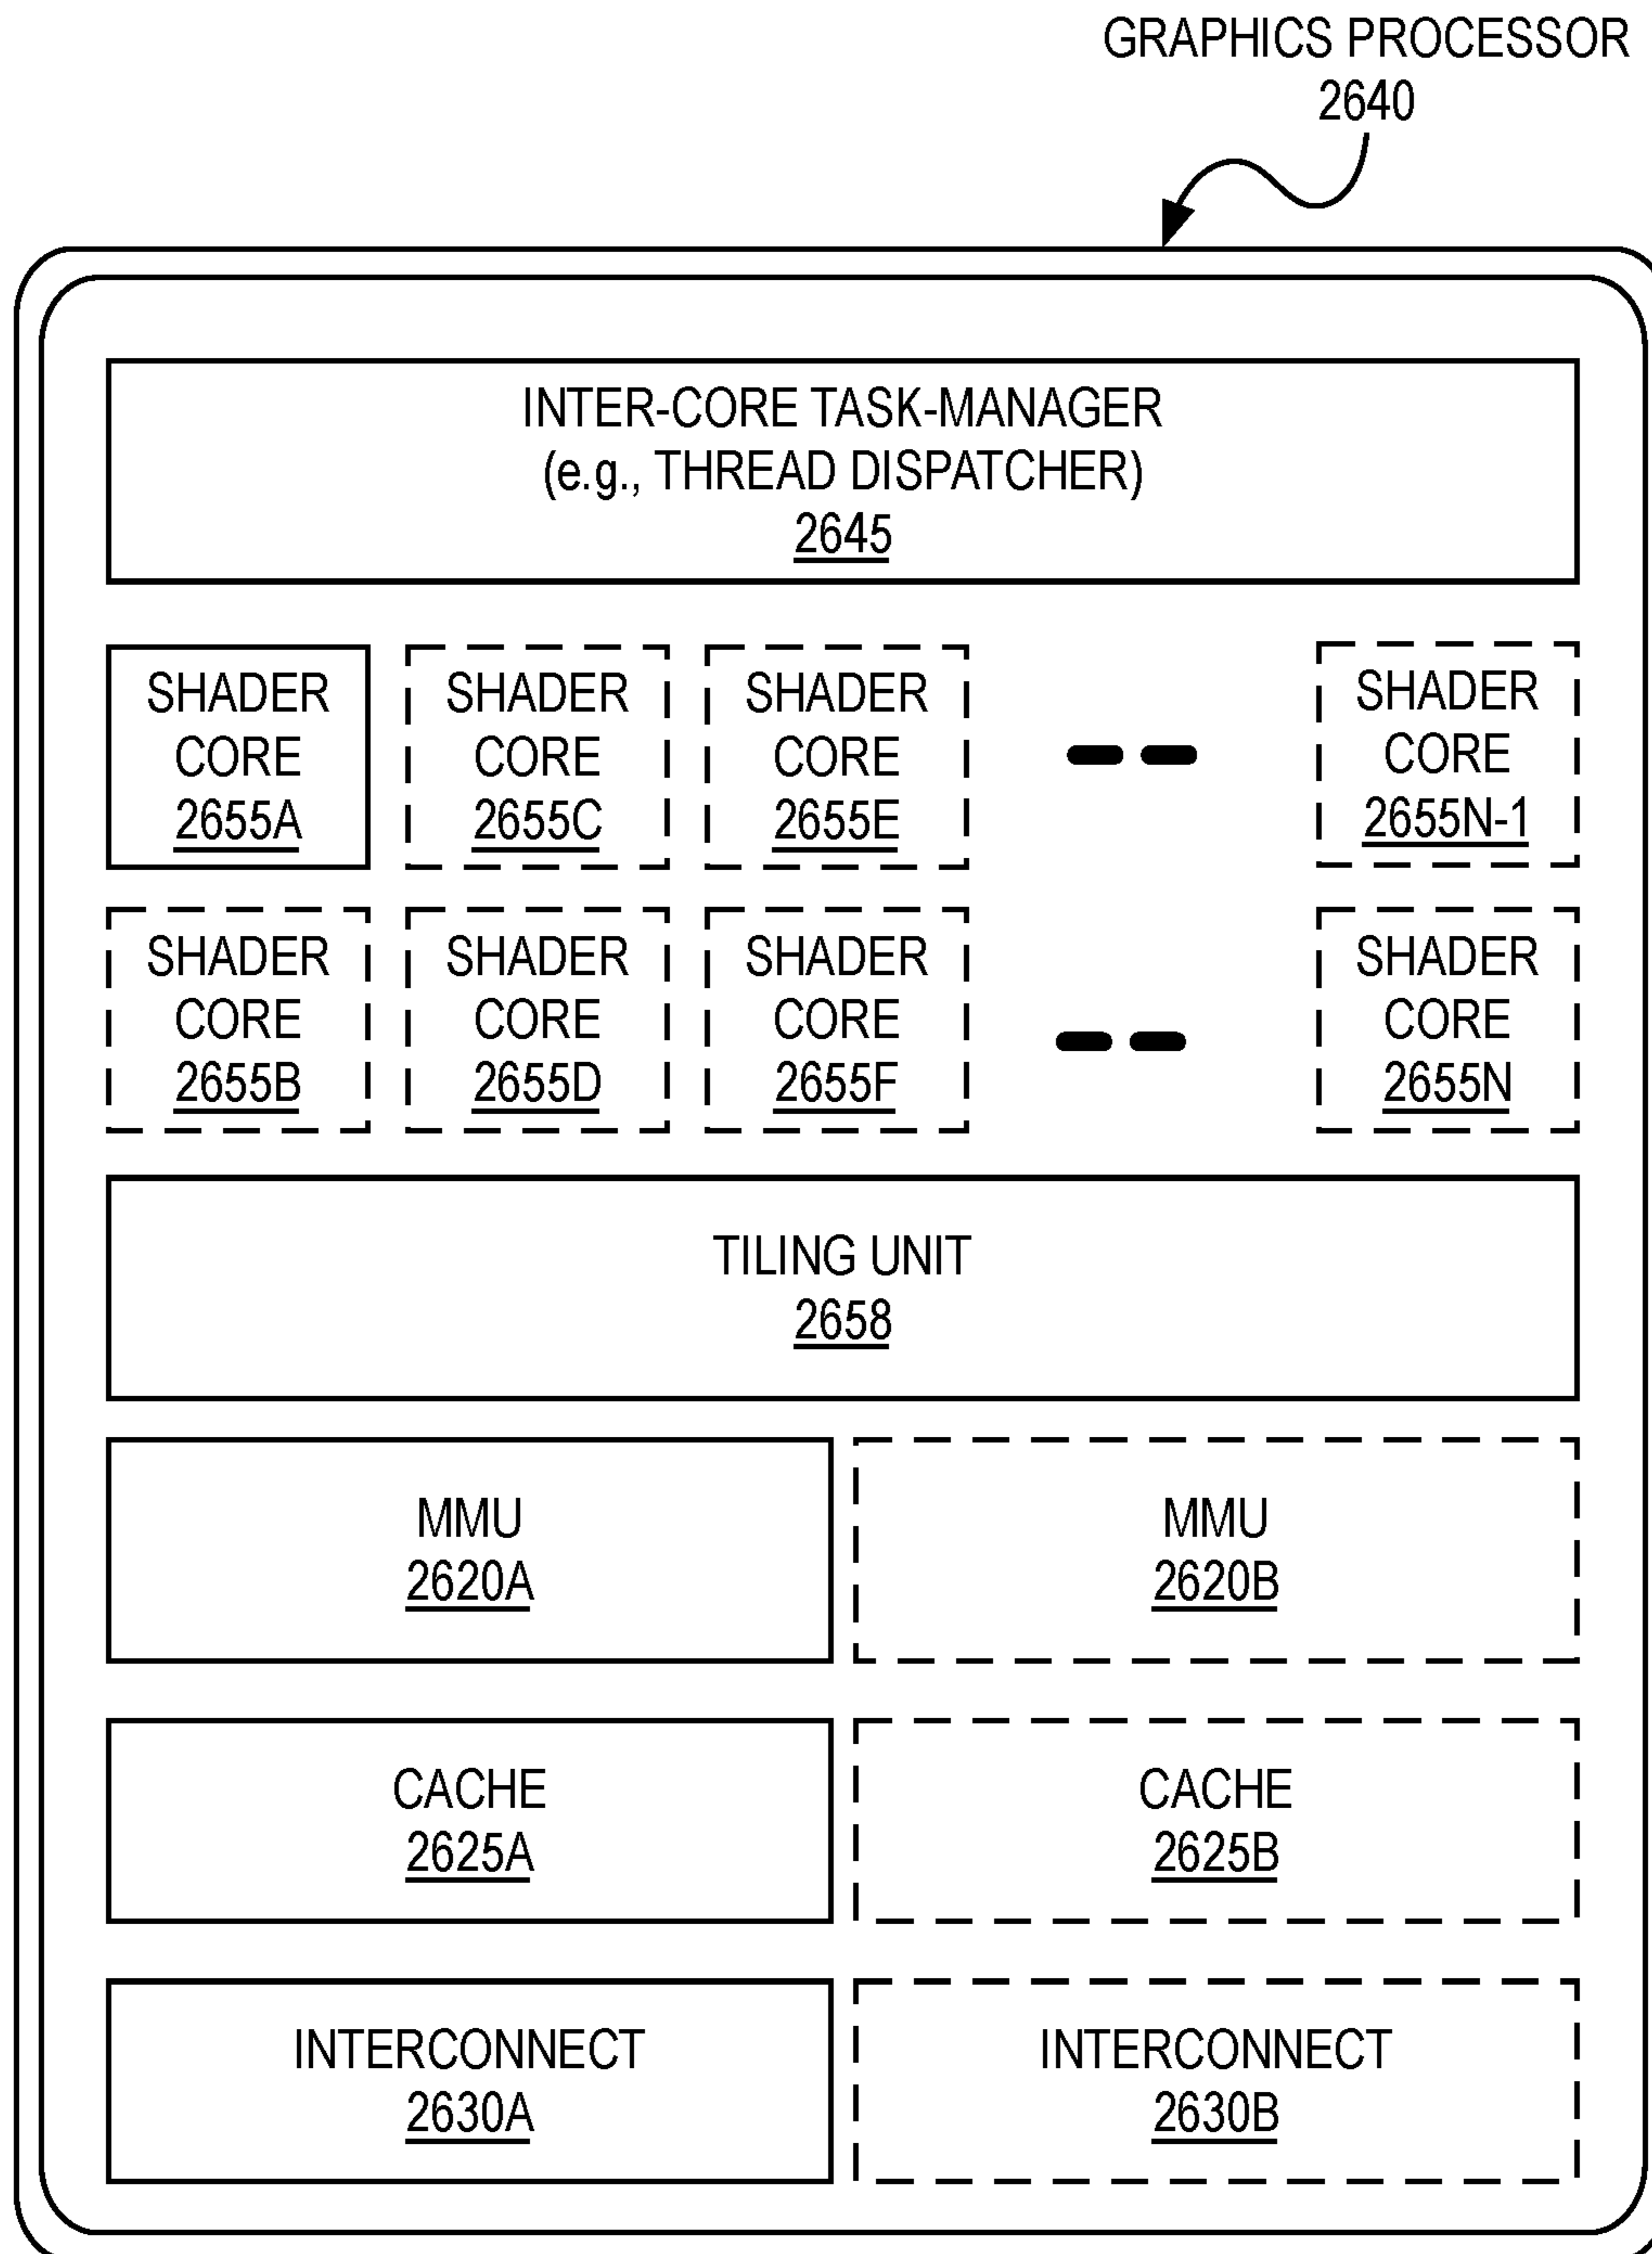 GRAPHICS PROCESSOR
2640
INTER-CORE TASK-MANAGER
(e.g., THREAD DISPATCHER)
2645
SHADER
CORE
2655A
SHADER
CORE
2655C
SHADER
CORE
2655E
SHADER
CORE
2655N-1
SHADER
CORE
2655B
SHADER
CORE
2655D
SHADER
CORE
2655F
SHADER
CORE
2655N
TILING UNIT
2658
MMU
2620A
MMU
2620B
CACHE
2625A
CACHE
2625B
INTERCONNECT
2630A
INTERCONNECT
2630B